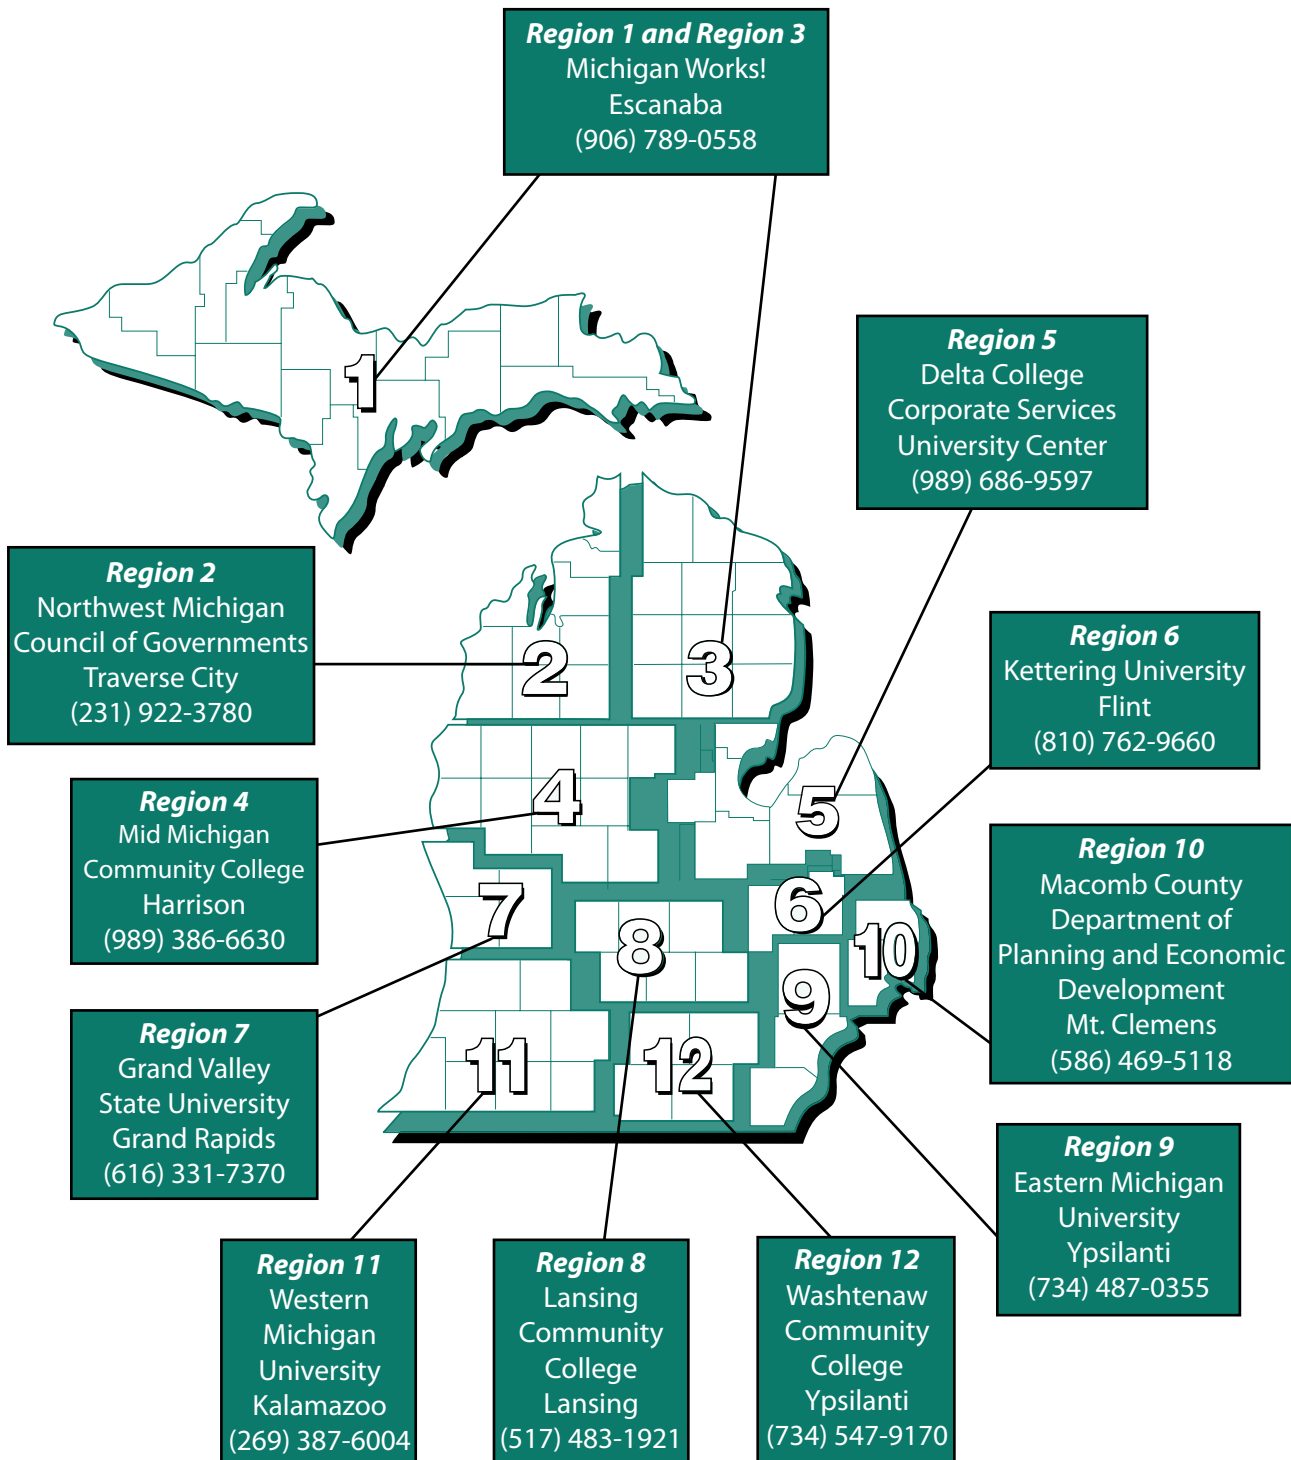 Region 1 and Region 3
Michigan Works!
Escanaba
(906) 789-0558
1
Region 5
Delta College
Corporate Services
University Center
(989) 686-9597
Region 2
Northwest Michigan
Council of Governments
Traverse City
(231) 922-3780
2
3
Region 6
Kettering University
Flint
(810) 762-9660
Region 4
Mid Michigan
Community College
Harrison
(989) 386-6630
4
5
Region 10
Macomb County
Department of
Planning and Economic
Development
Mt. Clemens
(586) 469-5118
7
8
6
10
9
Region 7
Grand Valley
State University
Grand Rapids
(616) 331-7370
11
12
Region 9
Eastern Michigan
University
Ypsilanti
(734) 487-0355
Region 11
Western
Michigan
University
Kalamazoo
(269) 387-6004
Region 8
Lansing
Community
College
Lansing
(517) 483-1921
Region 12
Washtenaw
Community
College
Ypsilanti
(734) 547-9170